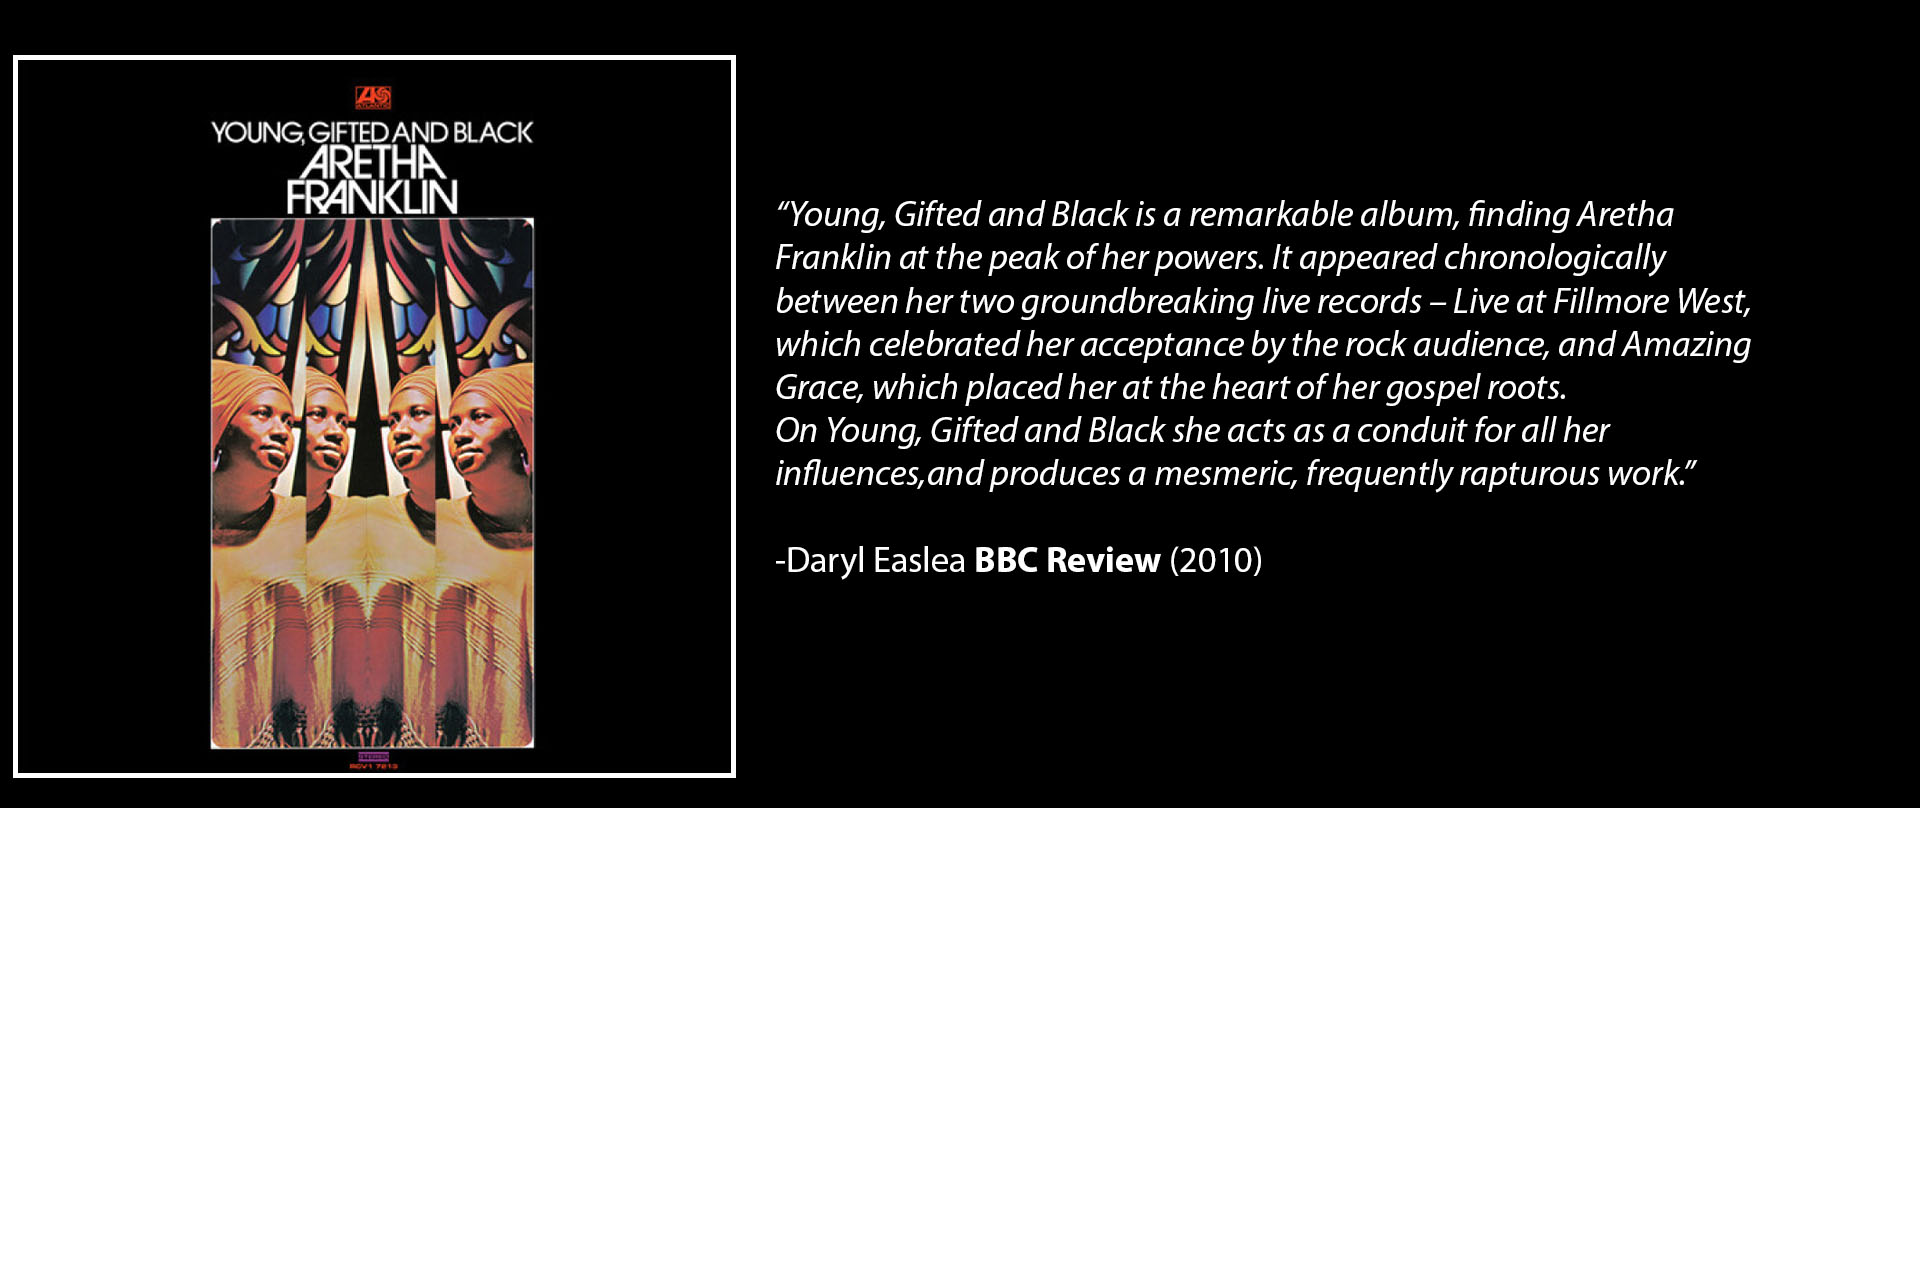 ATLANTIC
YOUNG, GIFTED AND BLACK
ARETHA
FRANKLIN
STEREO
RGV1 7213
“Young, Gifted and Black is a remarkable album, finding Aretha
Franklin at the peak of her powers. It appeared chronologically
between her two groundbreaking live records – Live at Fillmore West,
which celebrated her acceptance by the rock audience, and Amazing
Grace, which placed her at the heart of her gospel roots.
On Young, Gifted and Black she acts as a conduit for all her
influences,and produces a mesmeric, frequently rapturous work.”
-Daryl Easlea BBC Review (2010)